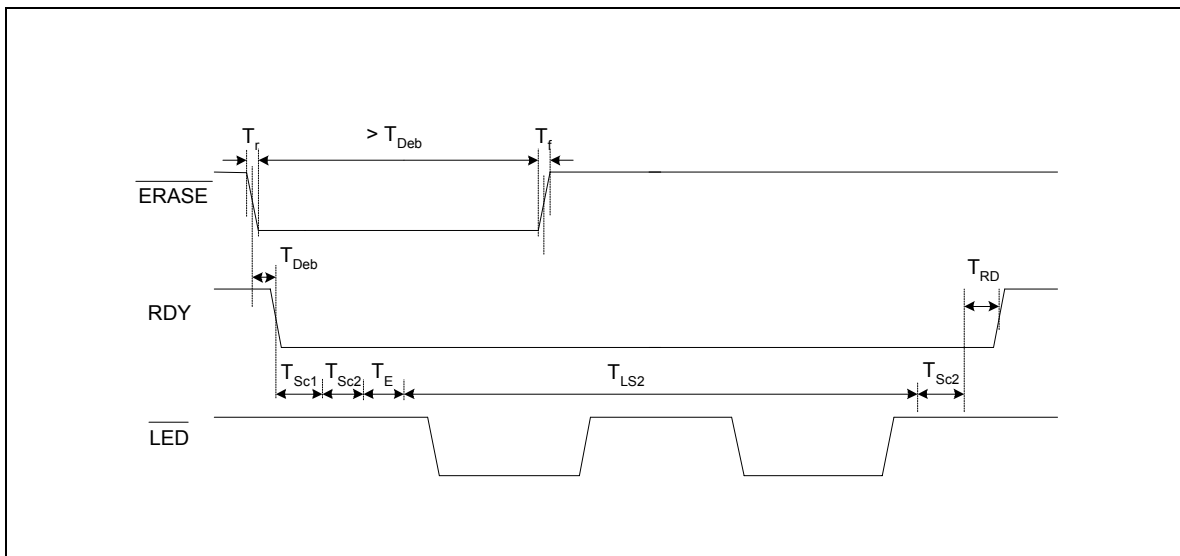 T_r > T_Deb T_f
ERASE
T_Deb
T_RD
RDY
T_Sc1 T_Sc2 T_E T_LS2 T_Sc2
LED